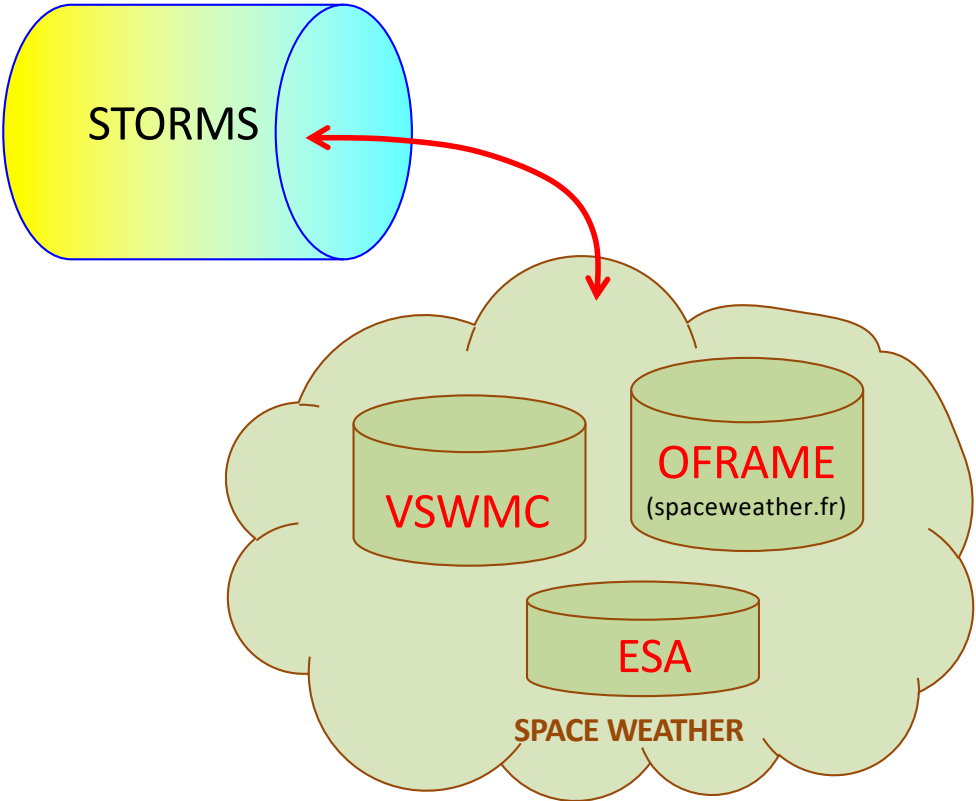 STORMS
VSWMC
OFRAME
(spaceweather.fr)
ESA
SPACE WEATHER